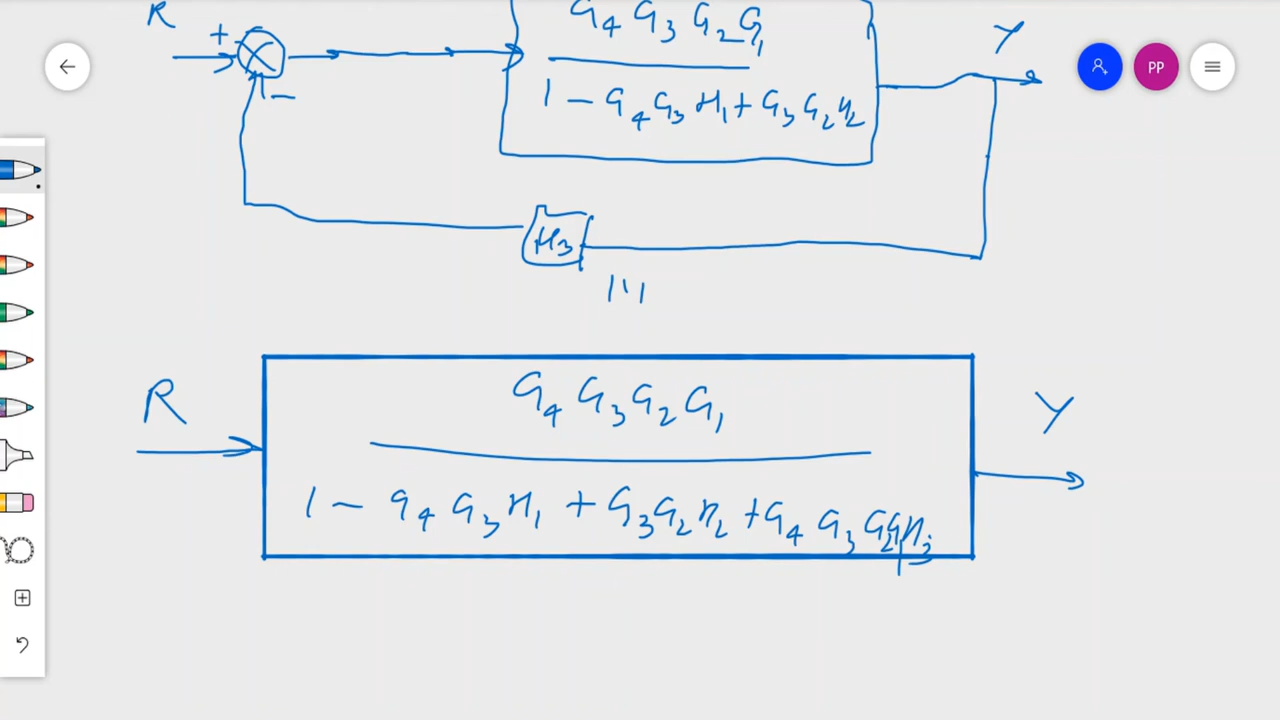 R
+
G₄ G₃ G₂ G₁
Y
1 - G₄ G₃ H₁ + G₃ G₂ H₂
-
PP
H₃
R
G₄ G₃ G₂ G₁
Y
1 - G₄ G₃ H₁ + G₃ G₂ H₂ + G₄ G₃ G₂ G₁ H₃